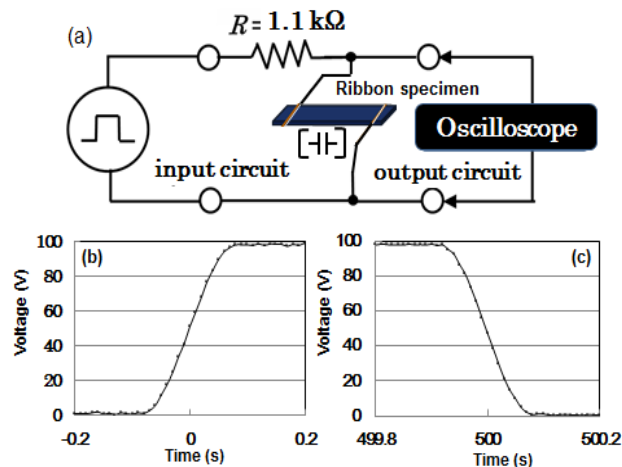 (a)
R = 1.1 kΩ
Ribbon specimen
Oscilloscope
input circuit
output circuit
(b)
Voltage (V)
100
80
60
40
20
0
-0.2
0
0.2
Time (s)
(c)
Voltage (V)
100
80
60
40
20
0
499.8
500
500.2
Time (s)